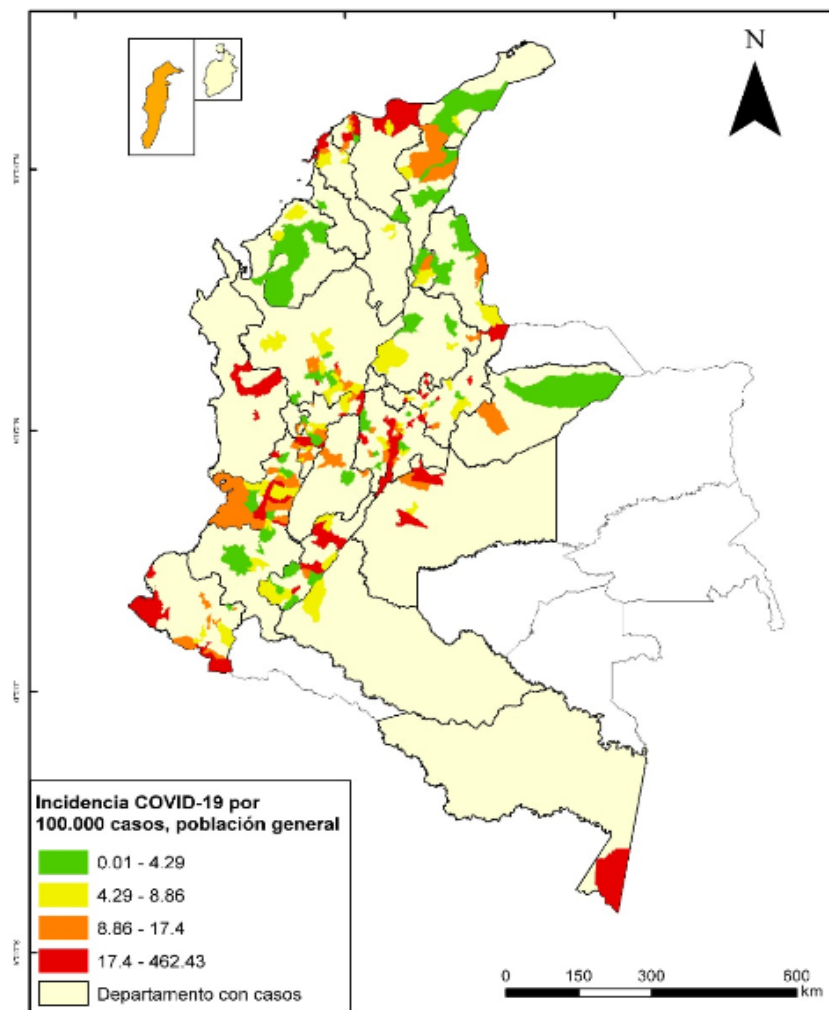 N
Incidencia COVID-19 por
100.000 casos, población general
0.01 - 4.29
4.29 - 8.86
8.86 - 17.4
17.4 - 462.43
Departamento con casos
0 150 300 600
km